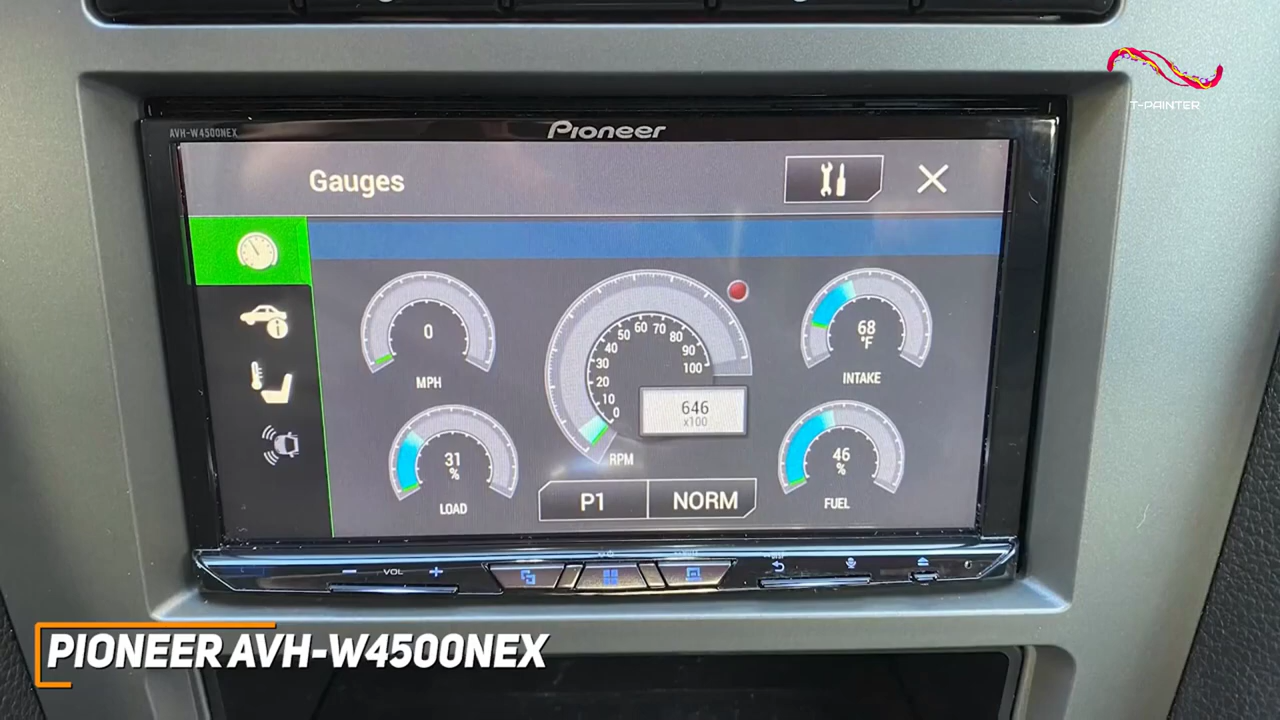 T-PAINTER
AVH-W4500NEX
Pioneer
Gauges
0
MPH
0
10
20
30
40
50
60
70
80
90
100
646
x100
RPM
68
°F
INTAKE
31
%
LOAD
P1
NORM
46
%
FUEL
VOL
PIONEER AVH-W4500NEX